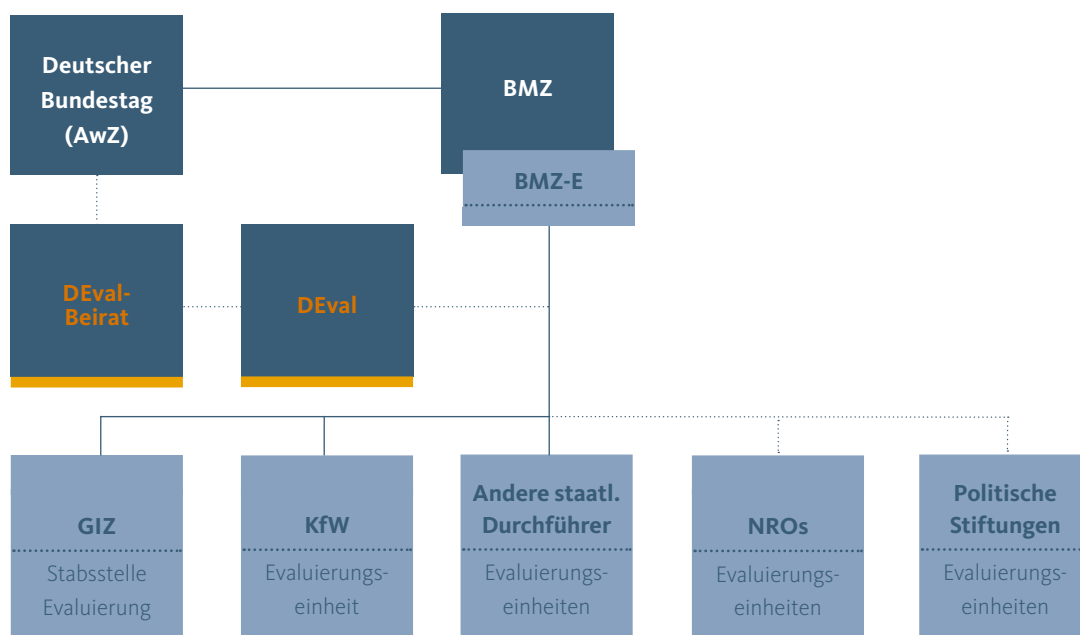 Deutscher
Bundestag
(AwZ)
BMZ
BMZ-E
DEval-
Beirat
DEval
GIZ
Stabsstelle
Evaluierung
KfW
Evaluierungs-
einheit
Andere staatl.
Durchführer
Evaluierungs-
einheiten
NROs
Evaluierungs-
einheiten
Politische
Stiftungen
Evaluierungs-
einheiten